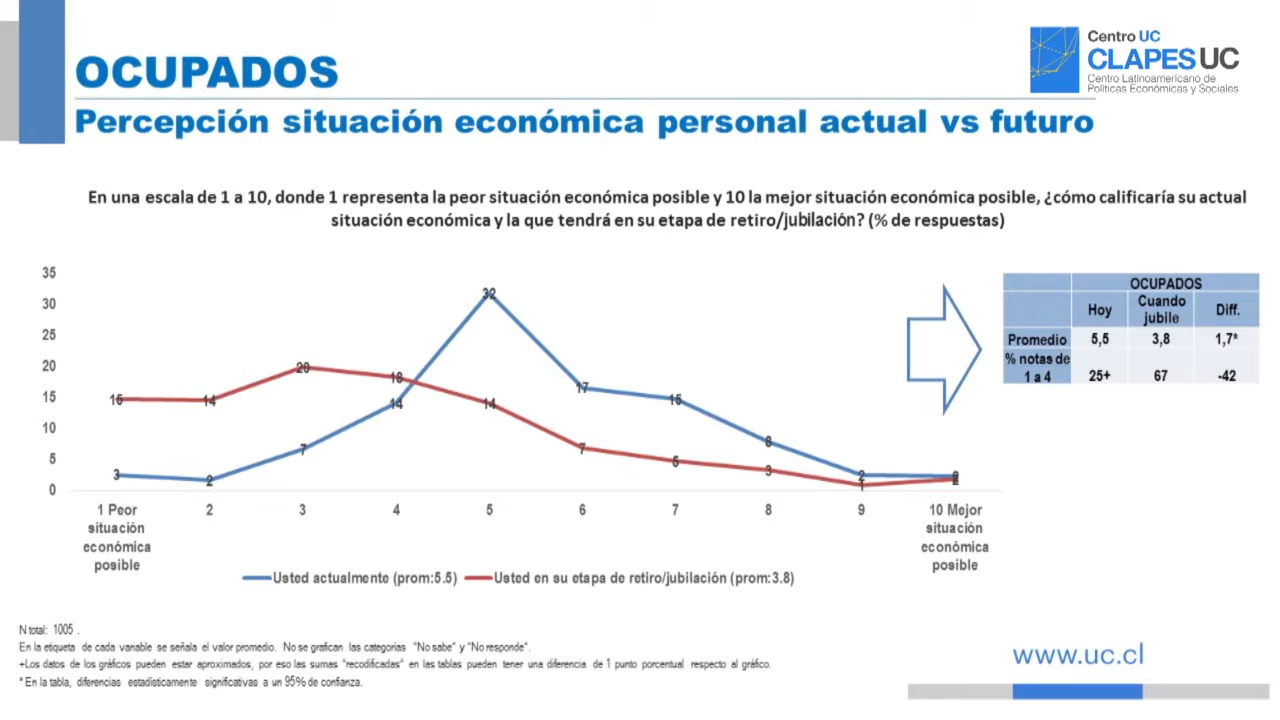 Centro UC
CLAPES UC
Centro Latinoamericano de
Políticas Económicas y Sociales
OCUPADOS
Percepción situación económica personal actual vs futuro
En una escala de 1 a 10, donde 1 representa la peor situación económica posible y 10 la mejor situación económica posible, ¿cómo calificaría su actual
situación económica y la que tendrá en su etapa de retiro/jubilación? (% de respuestas)
35
30
25
20
15
10
5
0
3 2 7 14 32 17 15 8 2 2
15 14 20 18 14 7 5 3 1 2
1 Peor situación económica posible 2 3 4 5 6 7 8 9 10 Mejor situación económica posible
Usted actualmente (prom:5.5) Usted en su etapa de retiro/jubilación (prom:3.8)
OCUPADOS
Hoy Cuando jubile Diff.
Promedio 5,5 3,8 1,7*
% notas de 1 a 4 25+ 67 -42
N total: 1005 .
En la etiqueta de cada variable se señala el valor promedio. No se grafican las categorias "No sabe" y "No responde".
+Los datos de los gráficos pueden estar aproximados, por eso las sumas "recodificadas" en las tablas pueden tener una diferencia de 1 punto porcentual respecto al gráfico.
* En la tabla, diferencias estadísticamente significativas a un 95% de confianza.
www.uc.cl